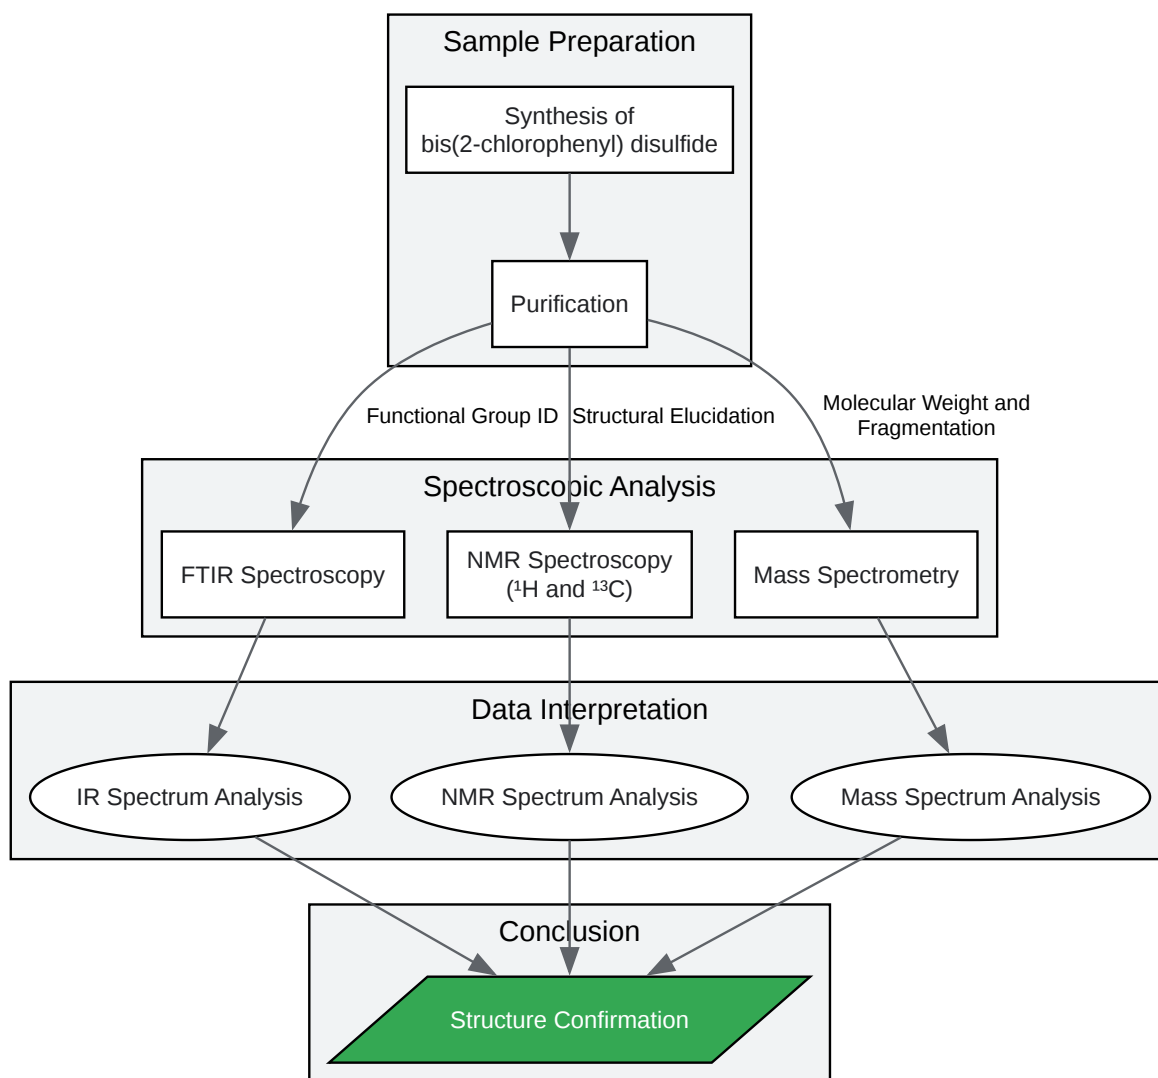 Sample Preparation
Synthesis of
bis(2-chlorophenyl) disulfide
Purification
Functional Group ID
Structural Elucidation
Molecular Weight and
Fragmentation
Spectroscopic Analysis
FTIR Spectroscopy
NMR Spectroscopy
(¹H and ¹³C)
Mass Spectrometry
Data Interpretation
IR Spectrum Analysis
NMR Spectrum Analysis
Mass Spectrum Analysis
Conclusion
Structure Confirmation